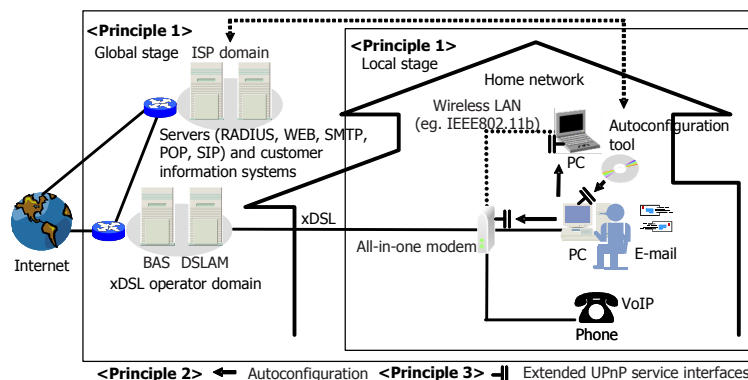 <Principle 1>
Global stage
ISP domain
<Principle 1>
Local stage
Home network
Wireless LAN
(eg. IEEE802.11b)
Autoconfiguration
tool
PC
Servers (RADIUS, WEB, SMTP,
POP, SIP) and customer
information systems
xDSL
Internet
BAS
DSLAM
xDSL operator domain
All-in-one modem
PC
E-mail
VoIP
Phone
<Principle 2>
Autoconfiguration
<Principle 3>
Extended UPnP service interfaces